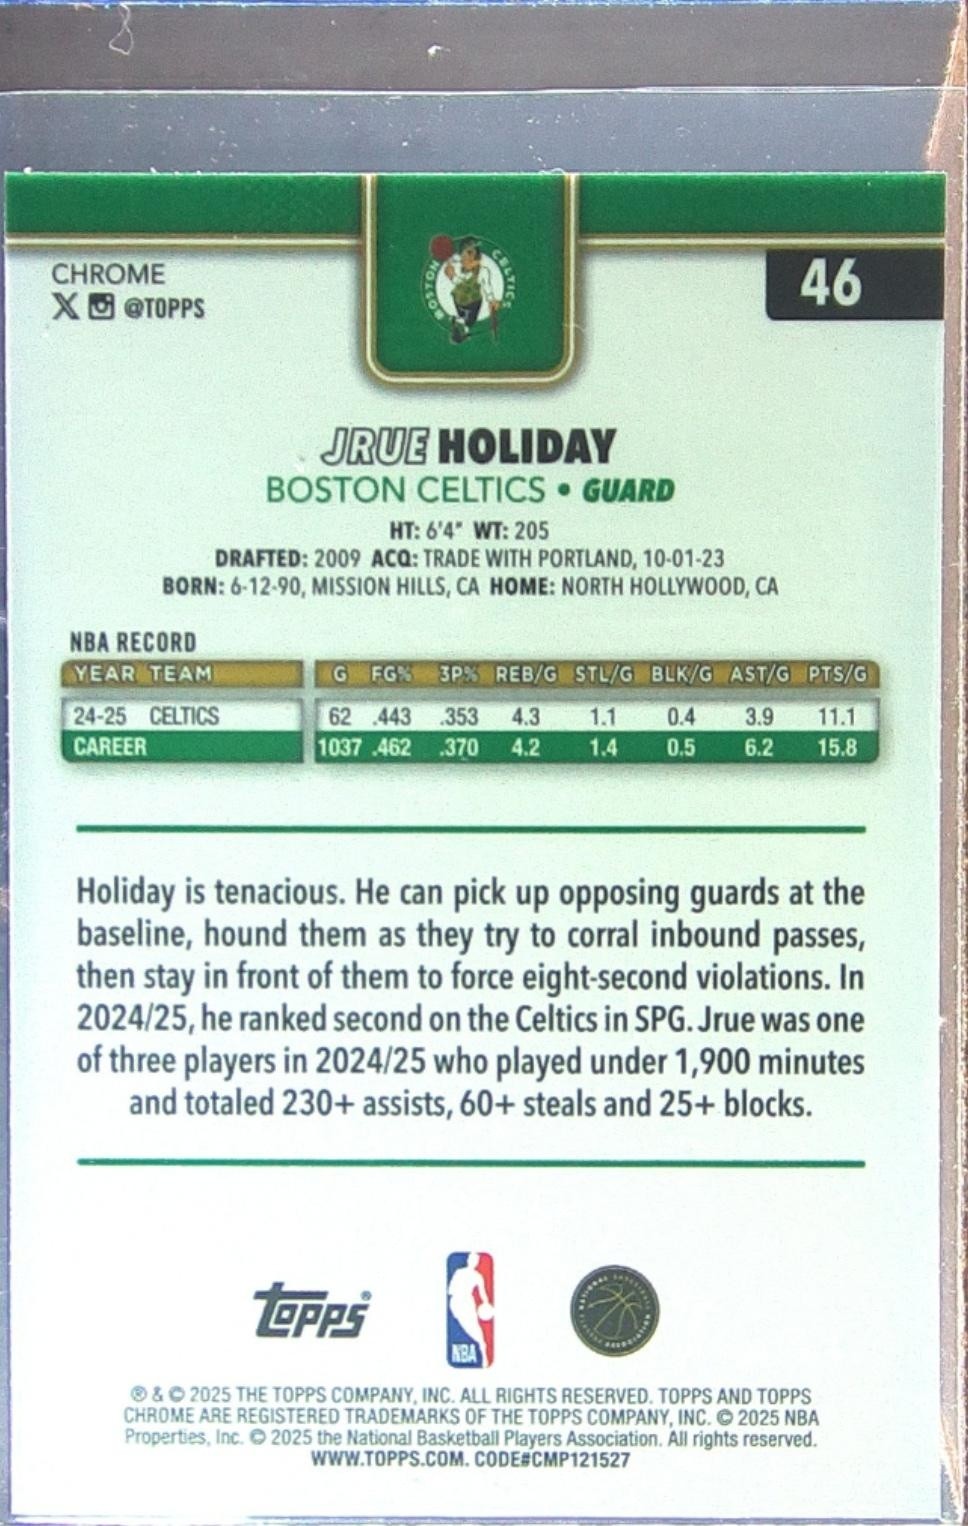 BOSTON CELTICS
CHROME
46
X @TOPPS
JRUE HOLIDAY
BOSTON CELTICS • GUARD
HT: 6'4" WT: 205
DRAFTED: 2009 ACQ: TRADE WITH PORTLAND, 10-01-23
BORN: 6-12-90, MISSION HILLS, CA HOME: NORTH HOLLYWOOD, CA
NBA RECORD
YEAR TEAM G FG% 3P% REB/G STL/G BLK/G AST/G PTS/G
24-25 CELTICS 62 .443 .353 4.3 1.1 0.4 3.9 11.1
CAREER 1037 .462 .370 4.2 1.4 0.5 6.2 15.8
Holiday is tenacious. He can pick up opposing guards at the
baseline, hound them as they try to corral inbound passes,
then stay in front of them to force eight-second violations. In
2024/25, he ranked second on the Celtics in SPG. Jrue was one
of three players in 2024/25 who played under 1,900 minutes
and totaled 230+ assists, 60+ steals and 25+ blocks.
Topps®
NBA
NATIONAL BASKETBALL PLAYERS ASSOCIATION
® & © 2025 THE TOPPS COMPANY, INC. ALL RIGHTS RESERVED. TOPPS AND TOPPS
CHROME ARE REGISTERED TRADEMARKS OF THE TOPPS COMPANY, INC. © 2025 NBA
Properties, Inc. © 2025 the National Basketball Players Association. All rights reserved.
WWW.TOPPS.COM. CODE#CMP121527